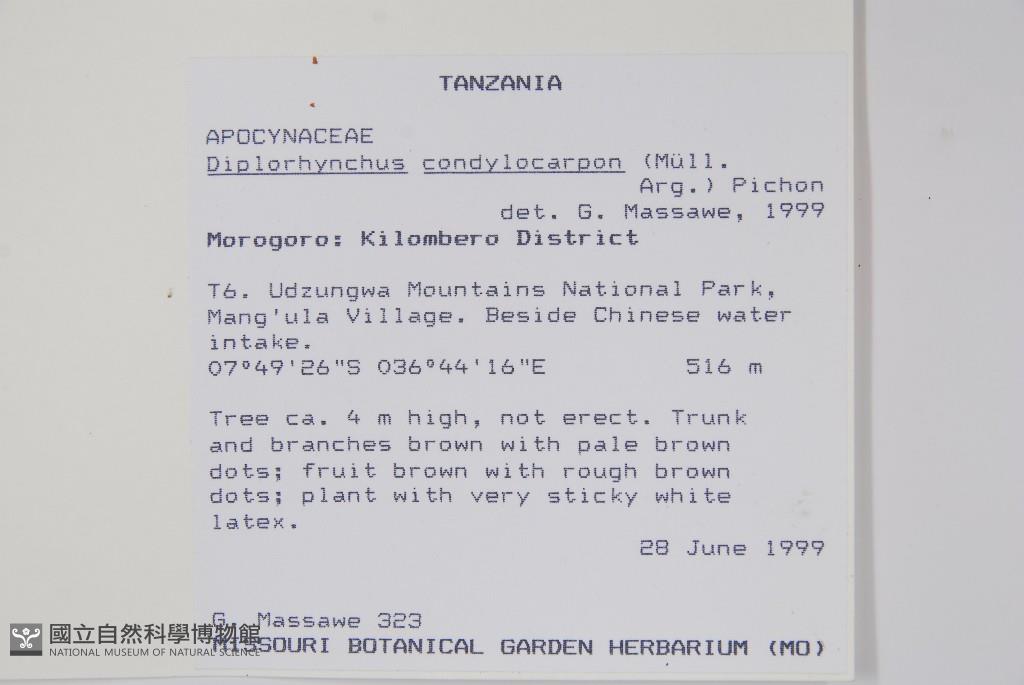 TANZANIA
APOCYNACEAE
Diplorhynchus condylocarpon (Müll.
Arg.) Pichon
det. G. Massawe, 1999
Morogoro: Kilombero District
T6. Udzungwa Mountains National Park,
Mang'ula Village. Beside Chinese water
intake.
07°49'26"S 036°44'16"E 516 m
Tree ca. 4 m high, not erect. Trunk
and branches brown with pale brown
dots; fruit brown with rough brown
dots; plant with very sticky white
latex.
28 June 1999
G. Massawe 323
MISSOURI BOTANICAL GARDEN HERBARIUM (MO)
國立自然科學博物館
NATIONAL MUSEUM OF NATURAL SCIENCE